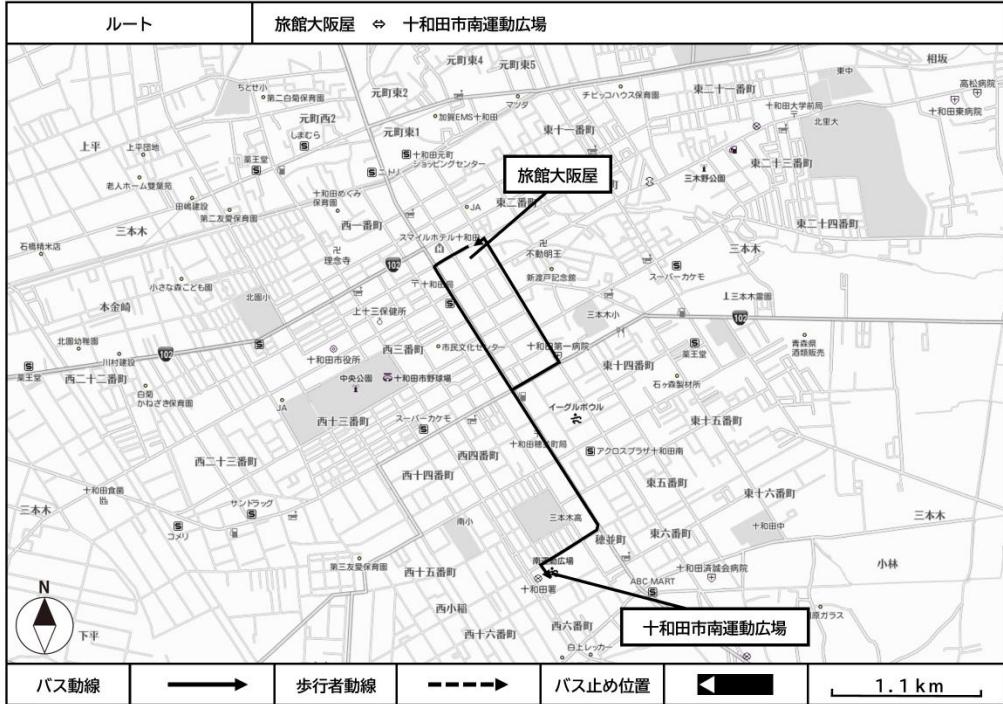 ルート
旅館大阪屋 ⇔ 十和田市南運動広場
元町東4
元町東5
相坂
東中
高松病院
十和田東病院
ちとせ小
第二白菊保育園
元町東2
マツダ
チビッコハウス保育園
東二十一番町
十和田大学前局
北里大
元町西2
しまむら
元町東1
加賀EMS十和田
東十一番町
上平
上平団地
薬王堂
ニトリ
十和田元町
ショッピングセンター
旅館大阪屋
東二十三番町
三木野公園
老人ホーム雙葉苑
田嶋建設
第二友愛保育園
十和田めぐみ
保育園
西一番町
JA
東二番町
東二十四番町
三本木
石橋精米店
卍
理念寺
スマイルホテル十和田
卍
不動明王
新渡戸記念館
三本木
スーパーカケモ
102
小さな森こども園
北園小
〒十和田局
本金崎
上十三保健所
三本木小
三本木霊園
102
北園幼稚園
川村建設
102
十和田市役所
西三番町
市民文化センター
十和田第一病院
薬王堂
青森県
酒類販売
薬王堂
西二十二番町
白菊
かねざき保育園
中央公園
十和田市野球場
東十四番町
石ヶ森製材所
JA
西十三番町
スーパーカケモ
イーグルボウル
東十五番町
西二十三番町
西四番町
十和田穂並町局
アクロスプラザ十和田南
西十四番町
東五番町
東十六番町
十和田食菌
サンドラッグ
三本木
コメリ
南小
三本木高
穂並町
東六番町
十和田中
三本木
第三友愛保育園
西十五番町
南運動広場
十和田署
十和田済誠会病院
小林
ABC MART
N
下平
西小稲
西十六番町
西六番町
十和田市南運動広場
原ガラス
白上レッカー
バス動線
歩行者動線
バス止め位置
1.1km